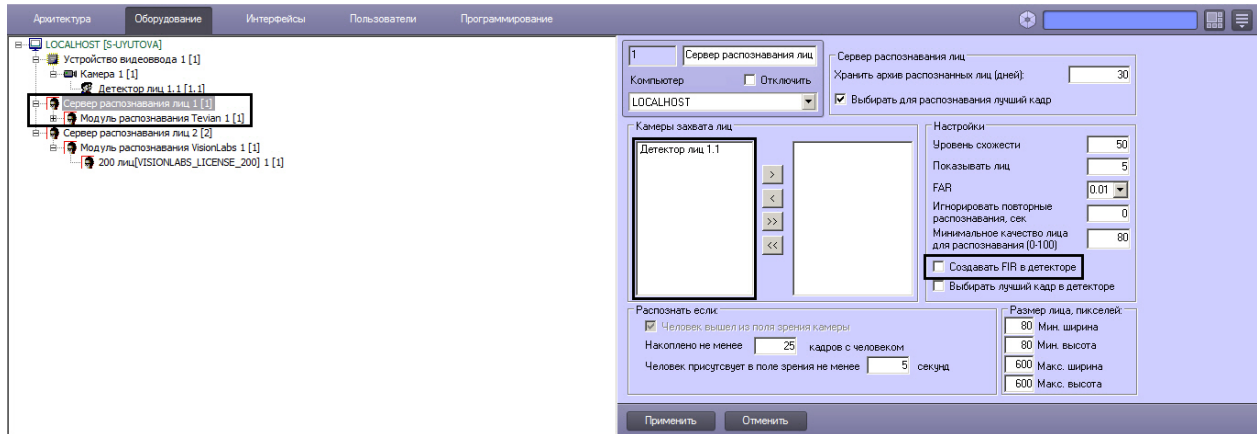 Архитектура Оборудование Интерфейсы Пользователи Программирование
LOCALHOST [S-UYUTOVA]
Устройство видеоввода 1 [1]
Камера 1 [1]
Детектор лиц 1.1 [1.1]
Сервер распознавания лиц 1 [1]
Модуль распознавания Tevian 1 [1]
Сервер распознавания лиц 2 [2]
Модуль распознавания VisionLabs 1 [1]
200 лиц[VISIONLABS_LICENSE_200] 1 [1]
1 Сервер распознавания лиц
Компьютер Отключить
LOCALHOST
Сервер распознавания лиц
Хранить архив распознанных лиц (дней): 30
Выбирать для распознавания лучший кадр
Камеры захвата лиц
Детектор лиц 1.1
>
<
>>
<<
Настройки
Уровень схожести 50
Показывать лиц 5
FAR 0.01
Игнорировать повторные
распознавания, сек 0
Минимальное качество лица
для распознавания (0-100) 80
Создавать FIR в детекторе
Выбирать лучший кадр в детекторе
Распознать если:
Человек вышел из поля зрения камеры
Накоплено не менее 25 кадров с человеком
Человек присутсвует в поле зрения не менее 5 секунд
Размер лица, пикселей:
80 Мин. ширина
80 Мин. высота
600 Макс. ширина
600 Макс. высота
Применить Отменить